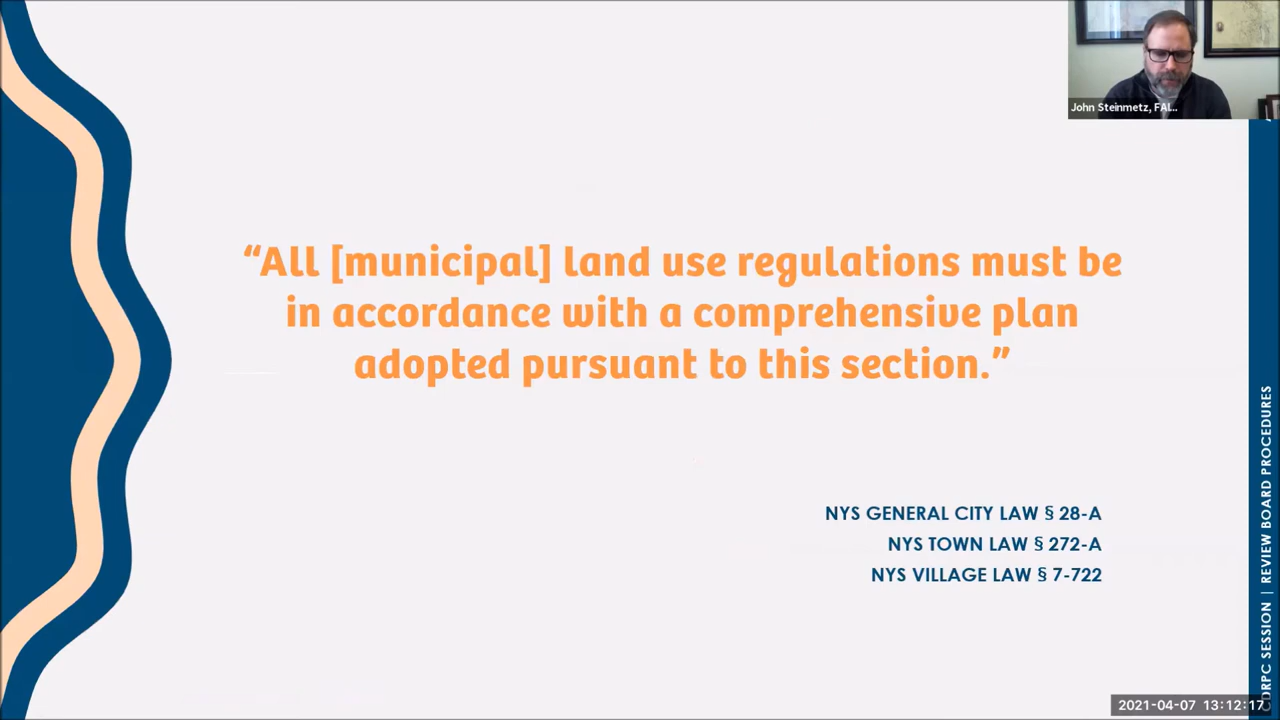 John Steinmetz, FAI...
“All [municipal] land use regulations must be
in accordance with a comprehensive plan
adopted pursuant to this section.”
NYS GENERAL CITY LAW § 28-A
NYS TOWN LAW § 272-A
NYS VILLAGE LAW § 7-722
CDRPC SESSION | REVIEW BOARD PROCEDURES
2021-04-07 13:12:17